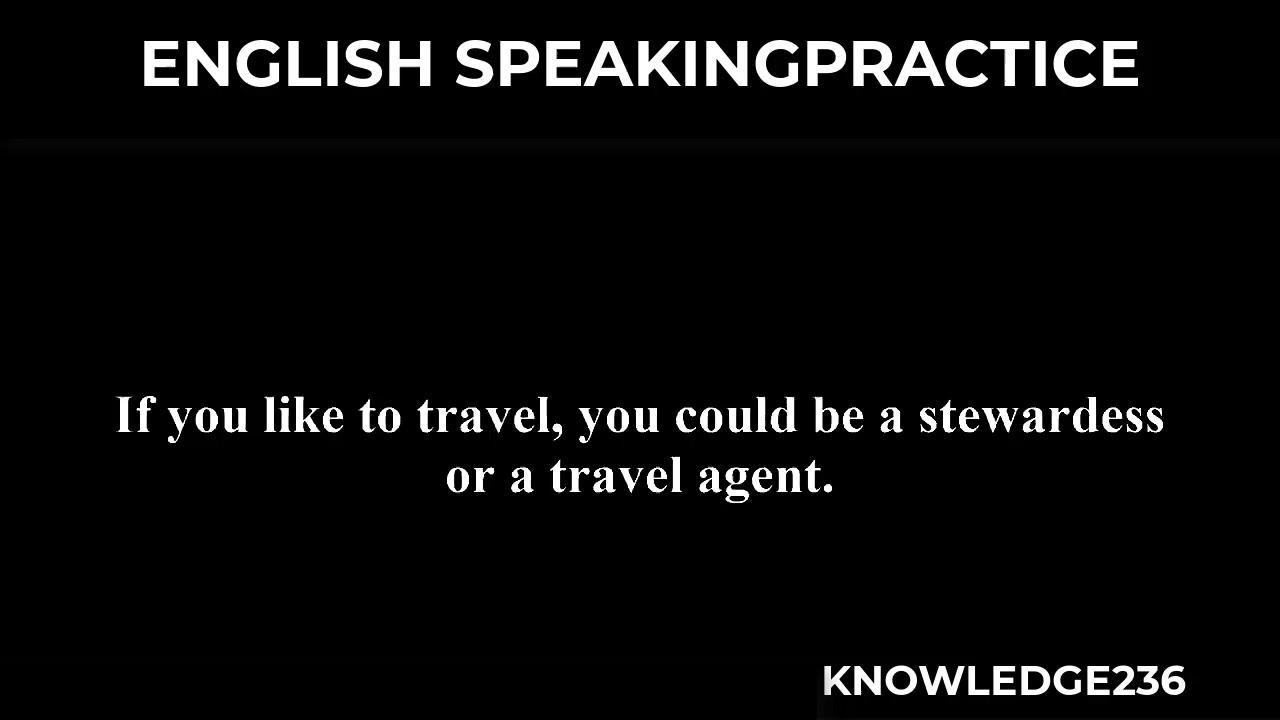 ENGLISH SPEAKINGPRACTICE
If you like to travel, you could be a stewardess
or a travel agent.
KNOWLEDGE236